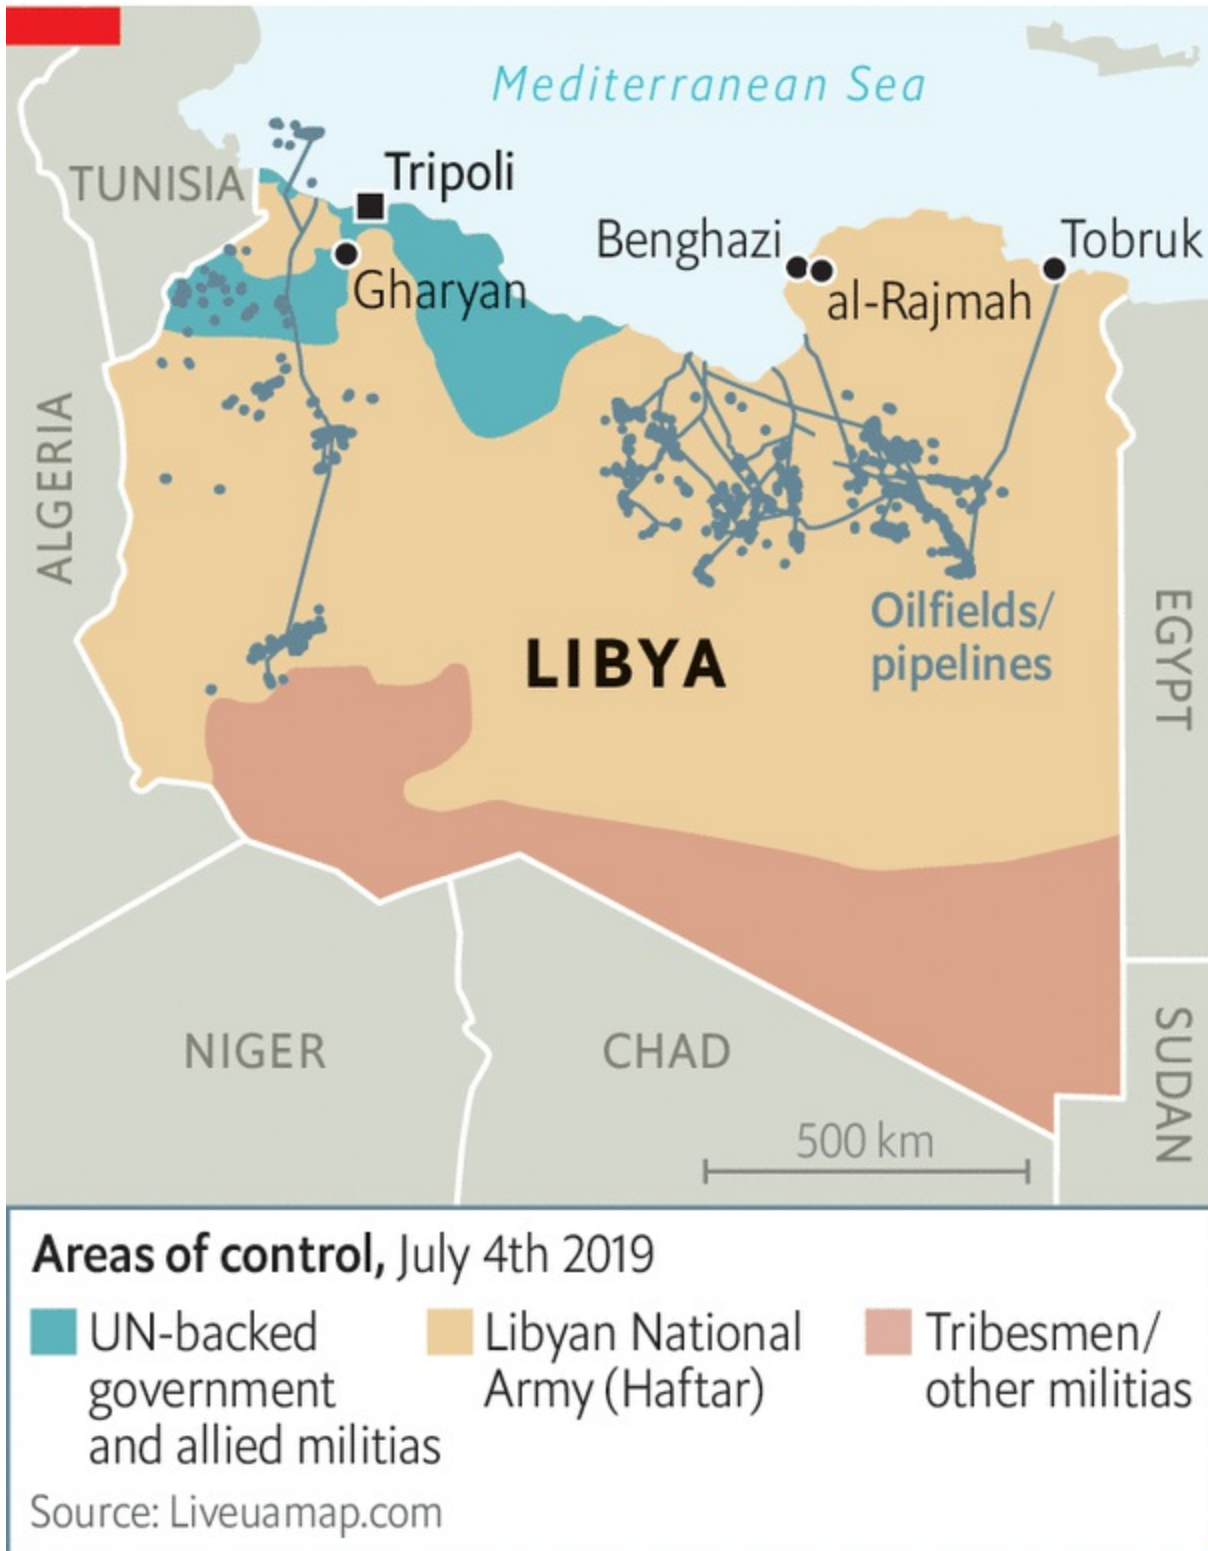 Mediterranean Sea
TUNISIA
Tripoli
Benghazi
Tobruk
Gharyan
al-Rajmah
ALGERIA
Oilfields/
pipelines
LIBYA
EGYPT
NIGER
CHAD
SUDAN
500 km
Areas of control, July 4th 2019
UN-backed
government
and allied militias
Libyan National
Army (Haftar)
Tribesmen/
other militias
Source: Liveuamap.com